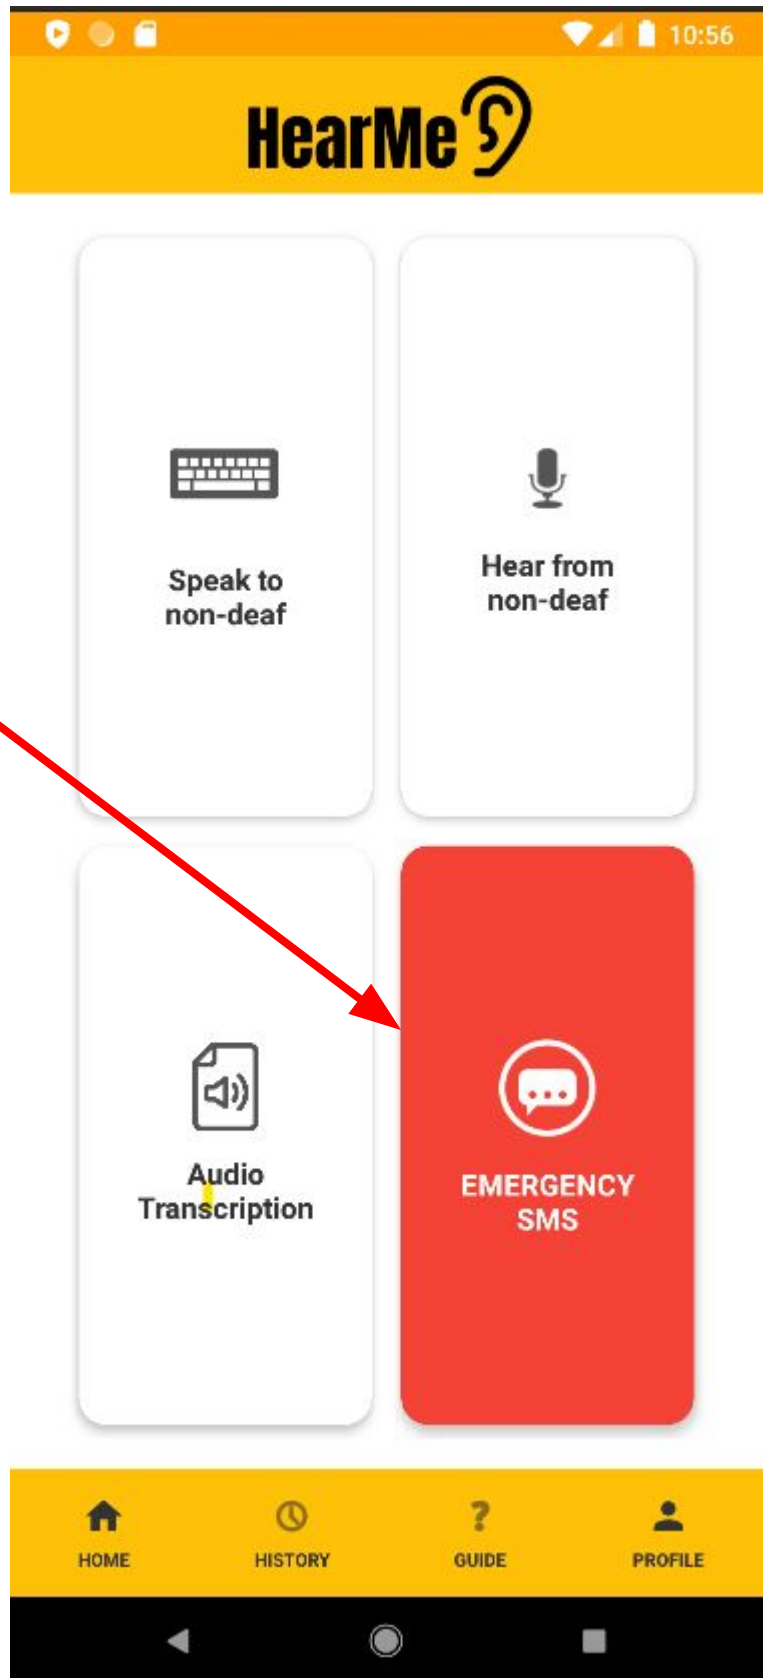 10:56
HearMe
Speak to
non-deaf
Hear from
non-deaf
Audio
Transcription
EMERGENCY
SMS
HOME
HISTORY
GUIDE
PROFILE